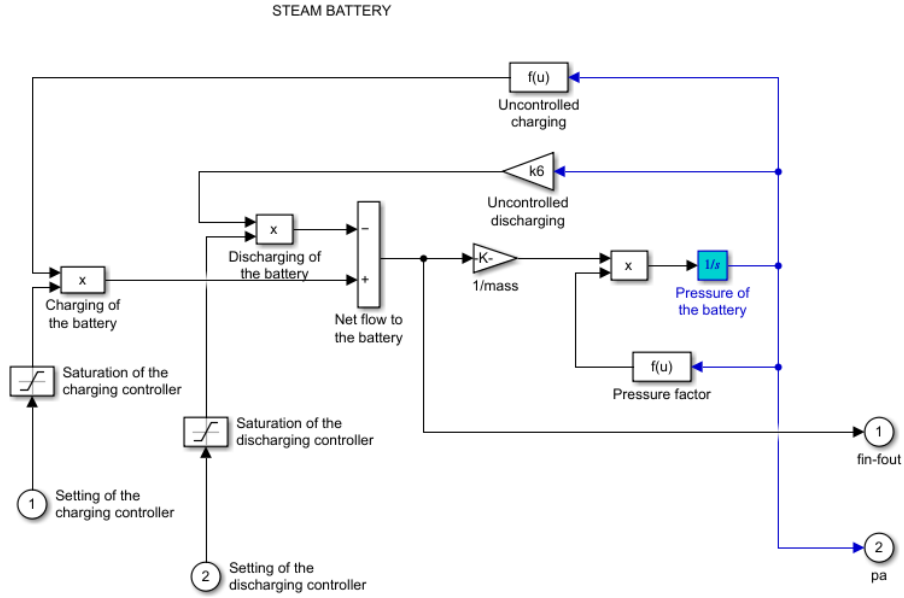 STEAM BATTERY
f(u)
Uncontrolled
charging
k6
Uncontrolled
discharging
x
Discharging of
the battery
−
+
Net flow to
the battery
-K-
1/mass
x
1/s
Pressure of
the battery
x
Charging of
the battery
f(u)
Pressure factor
Saturation of the
charging controller
Saturation of the
discharging controller
1
fin-fout
1
Setting of the
charging controller
2
pa
2
Setting of the
discharging controller